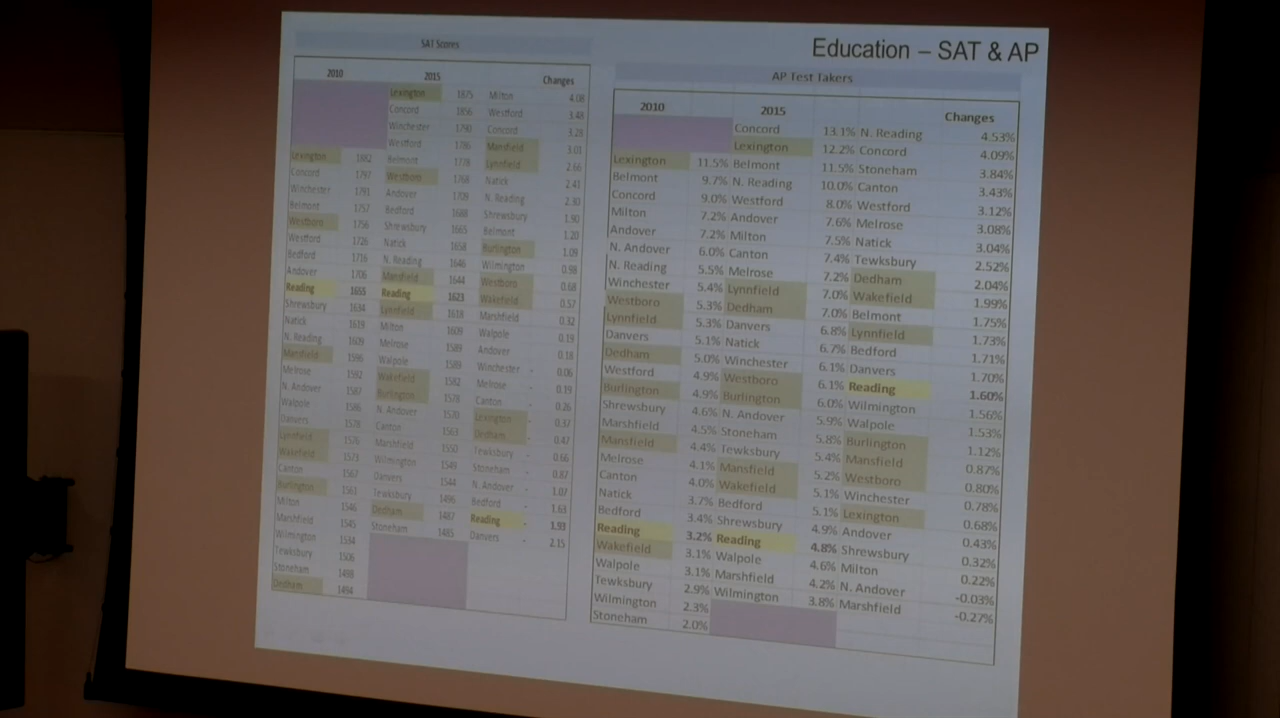 Education – SAT & AP
SAT Scores
2010 2015 Changes
Lexington 1875 Milton 4.08
Concord 1856 Westford 3.48
Winchester 1790 Concord 3.28
Westford 1786 Mansfield 3.01
Lexington 1802 Belmont 1778 Lynnfield 2.66
Concord 1797 Westboro 1768 Natick 2.41
Winchester 1791 Andover 1709 N. Reading 2.30
Belmont 1757 Bedford 1688 Shrewsbury 1.90
Westboro 1756 Shrewsbury 1665 Belmont 1.20
Westford 1726 Natick 1658 Burlington 1.09
Bedford 1716 N. Reading 1646 Wilmington 0.98
Andover 1706 Mansfield 1644 Westboro 0.68
Reading 1655 Reading 1623 Wakefield 0.57
Shrewsbury 1634 Lynnfield 1618 Marshfield 0.32
Natick 1619 Milton 1609 Walpole 0.19
N. Reading 1609 Melrose 1589 Andover 0.18
Mansfield 1596 Walpole 1589 Winchester - 0.06
Melrose 1592 Wakefield 1582 Melrose - 0.19
N. Andover 1587 Burlington 1578 Canton - 0.26
Walpole 1586 N. Andover 1570 Lexington - 0.37
Danvers 1578 Canton 1563 Dedham - 0.47
Lynnfield 1576 Marshfield 1550 Tewksbury - 0.66
Wakefield 1573 Wilmington 1549 Stoneham - 0.87
Canton 1567 Danvers 1544 N. Andover - 1.07
Burlington 1561 Tewksbury 1496 Bedford - 1.63
Milton 1546 Dedham 1487 Reading - 1.93
Marshfield 1545 Stoneham 1485 Danvers - 2.15
Wilmington 1534
Tewksbury 1506
Stoneham 1498
Dedham 1494
AP Test Takers
2010 2015 Changes
Concord 13.1% N. Reading 4.53%
Lexington 12.2% Concord 4.09%
Lexington 11.5% Belmont 11.5% Stoneham 3.84%
Belmont 9.7% N. Reading 10.0% Canton 3.43%
Concord 9.0% Westford 8.0% Westford 3.12%
Milton 7.2% Andover 7.6% Melrose 3.08%
Andover 7.2% Milton 7.5% Natick 3.04%
N. Andover 6.0% Canton 7.4% Tewksbury 2.52%
N. Reading 5.5% Melrose 7.2% Dedham 2.04%
Winchester 5.4% Lynnfield 7.0% Wakefield 1.99%
Westboro 5.3% Dedham 7.0% Belmont 1.75%
Lynnfield 5.3% Danvers 6.8% Lynnfield 1.73%
Danvers 5.1% Natick 6.7% Bedford 1.71%
Dedham 5.0% Winchester 6.1% Danvers 1.70%
Westford 4.9% Westboro 6.1% Reading 1.60%
Burlington 4.9% Burlington 6.0% Wilmington 1.56%
Shrewsbury 4.6% N. Andover 5.9% Walpole 1.53%
Marshfield 4.5% Stoneham 5.8% Burlington 1.12%
Mansfield 4.4% Tewksbury 5.4% Mansfield 0.87%
Melrose 4.1% Mansfield 5.2% Westboro 0.80%
Canton 4.0% Wakefield 5.1% Winchester 0.78%
Natick 3.7% Bedford 5.1% Lexington 0.68%
Bedford 3.4% Shrewsbury 4.9% Andover 0.43%
Reading 3.2% Reading 4.8% Shrewsbury 0.32%
Wakefield 3.1% Walpole 4.6% Milton 0.22%
Walpole 3.1% Marshfield 4.2% N. Andover -0.03%
Tewksbury 2.9% Wilmington 3.8% Marshfield -0.27%
Wilmington 2.3%
Stoneham 2.0%